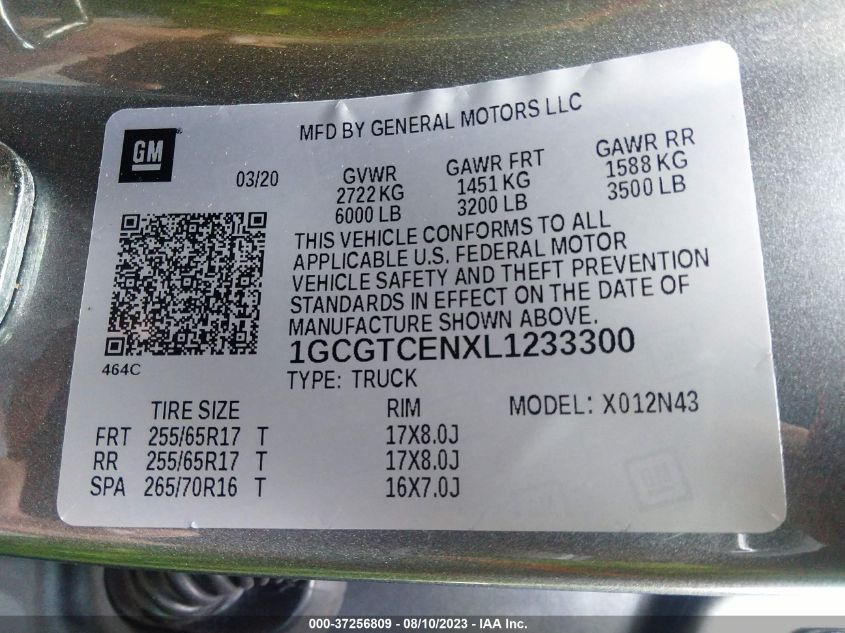 MFD BY GENERAL MOTORS LLC
GM
03/20
GVWR GAWR FRT GAWR RR
2722 KG 1451 KG 1588 KG
6000 LB 3200 LB 3500 LB
THIS VEHICLE CONFORMS TO ALL
APPLICABLE U.S. FEDERAL MOTOR
VEHICLE SAFETY AND THEFT PREVENTION
STANDARDS IN EFFECT ON THE DATE OF
MANUFACTURE SHOWN ABOVE.
1GCGTCENXL1233300
464C
TYPE: TRUCK
TIRE SIZE RIM MODEL: X012N43
FRT 255/65R17 T 17X8.0J
RR 255/65R17 T 17X8.0J
SPA 265/70R16 T 16X7.0J
GM
000-37256809 - 08/10/2023 - IAA Inc.